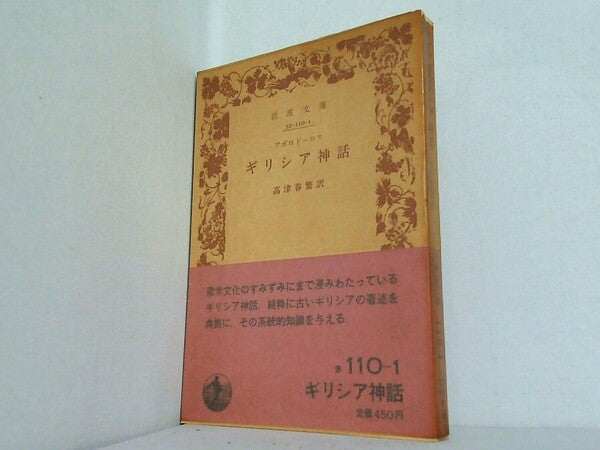 岩波文庫
32-110-1
アポロドーロス
ギリシア神話
高津春繁訳
欧米文化のすみずみにまで浸みわたっている
ギリシア神話．純粋に古いギリシアの著述を
典拠に，その系統的知識を与える．
赤 110-1
ギリシア神話
定価450円